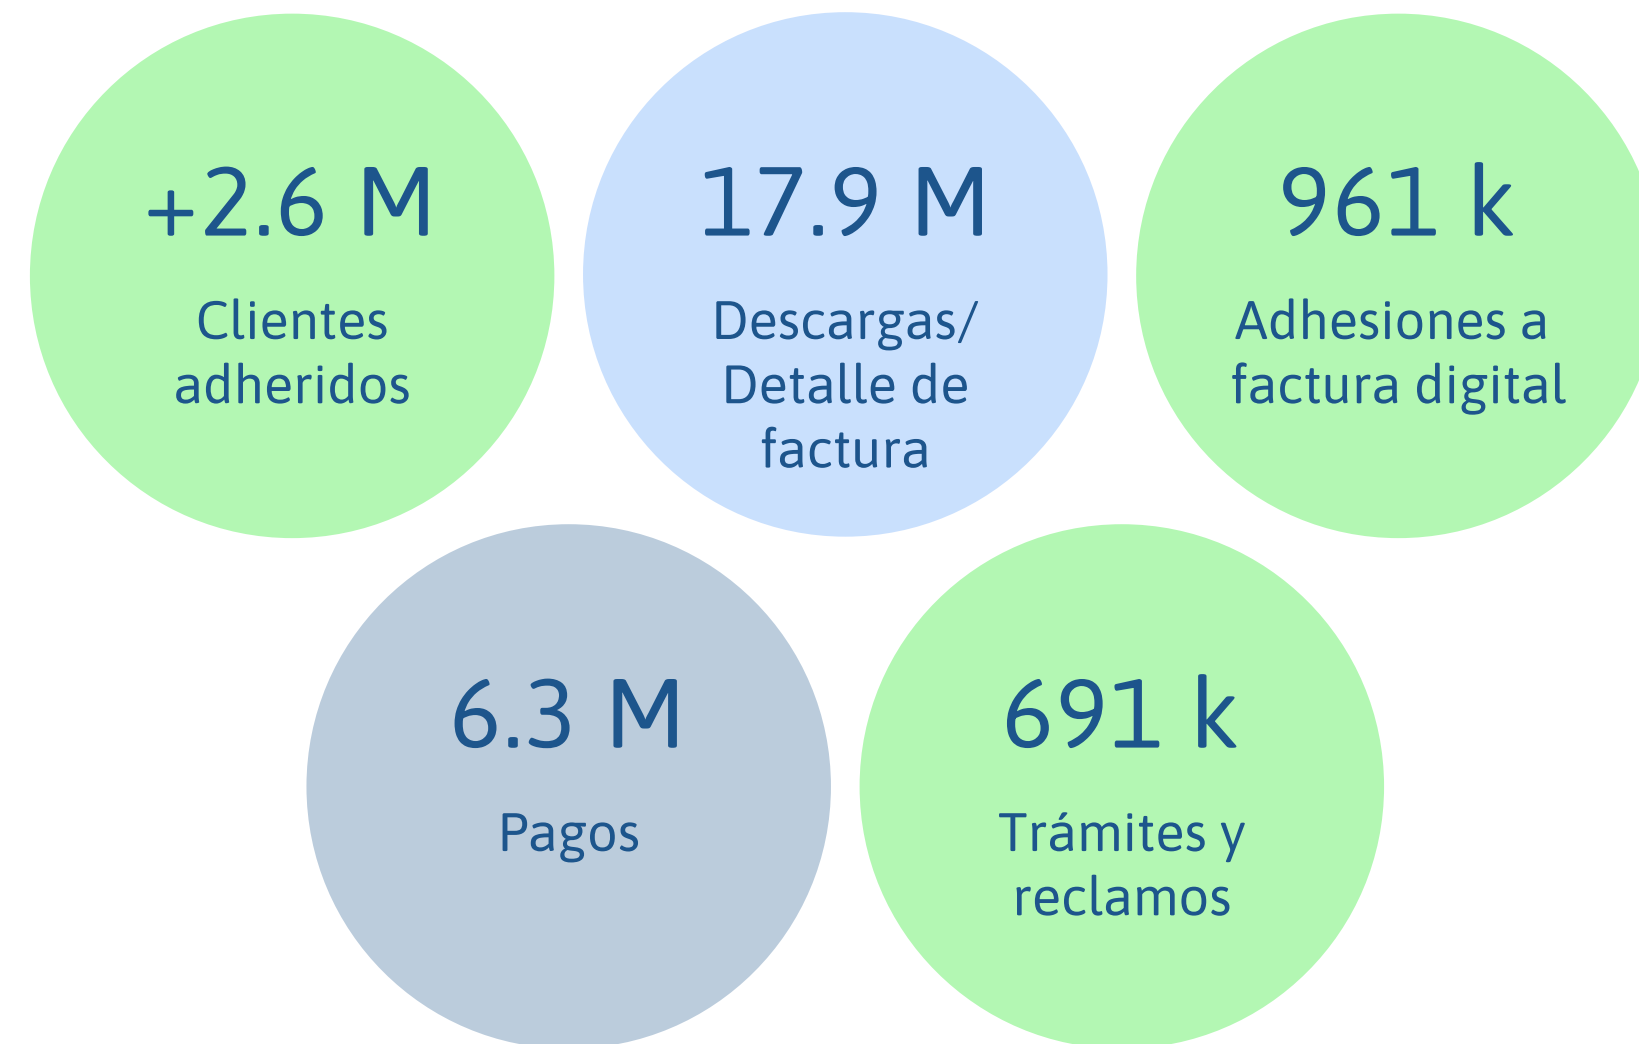 +2.6 M
Clientes
adheridos
17.9 M
Descargas/
Detalle de
factura
961 k
Adhesiones a
factura digital
6.3 M
Pagos
691 k
Trámites y
reclamos